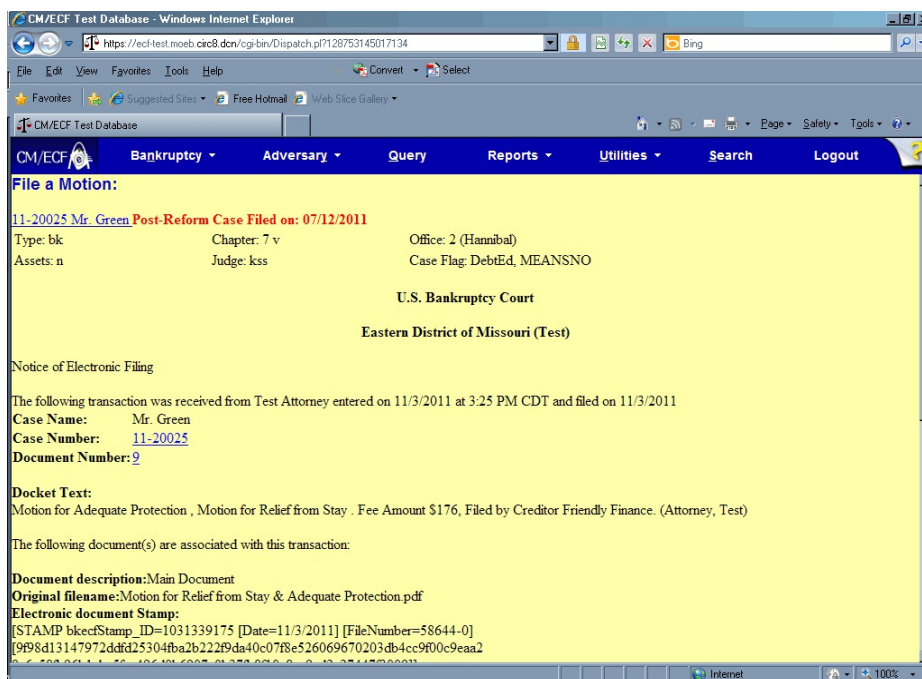 CM/ECF Test Database - Windows Internet Explorer
https://ecf-test.moeb.circ8.dcn/cgi-bin/Dispatch.pl?128753145017134 Bing
File Edit View Favorites Tools Help Convert Select
Favorites Suggested Sites Free Hotmail Web Slice Gallery
CM/ECF Test Database Page Safety Tools
CM/ECF Bankruptcy Adversary Query Reports Utilities Search Logout ?
File a Motion:
11-20025 Mr. Green Post-Reform Case Filed on: 07/12/2011
Type: bk Chapter: 7 v Office: 2 (Hannibal)
Assets: n Judge: kss Case Flag: DebtEd, MEANSNO
U.S. Bankruptcy Court
Eastern District of Missouri (Test)
Notice of Electronic Filing
The following transaction was received from Test Attorney entered on 11/3/2011 at 3:25 PM CDT and filed on 11/3/2011
Case Name: Mr. Green
Case Number: 11-20025
Document Number: 9
Docket Text:
Motion for Adequate Protection , Motion for Relief from Stay . Fee Amount $176, Filed by Creditor Friendly Finance. (Attorney, Test)
The following document(s) are associated with this transaction:
Document description:Main Document
Original filename:Motion for Relief from Stay & Adequate Protection.pdf
Electronic document Stamp:
[STAMP bkecfStamp_ID=1031339175 [Date=11/3/2011] [FileNumber=58644-0]
[9f98d13147972ddfd25304fba2b222f9da40c07f8e526069670203db4cc9f00c9eaa2
Internet 100%